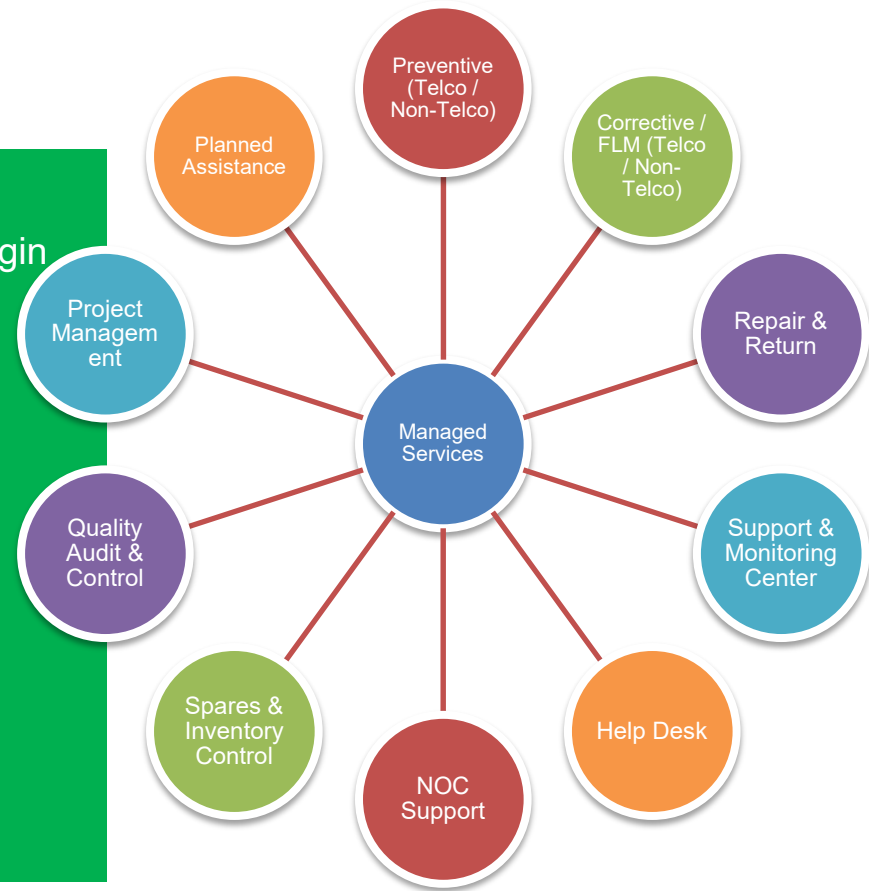 Preventive
(Telco /
Non-Telco)
Corrective /
FLM (Telco
/ Non-
Telco)
Repair &
Return
Support &
Monitoring
Center
Help Desk
NOC
Support
Spares &
Inventory
Control
Quality
Audit &
Control
Project
Managem
ent
Planned
Assistance
Managed
Services
gin